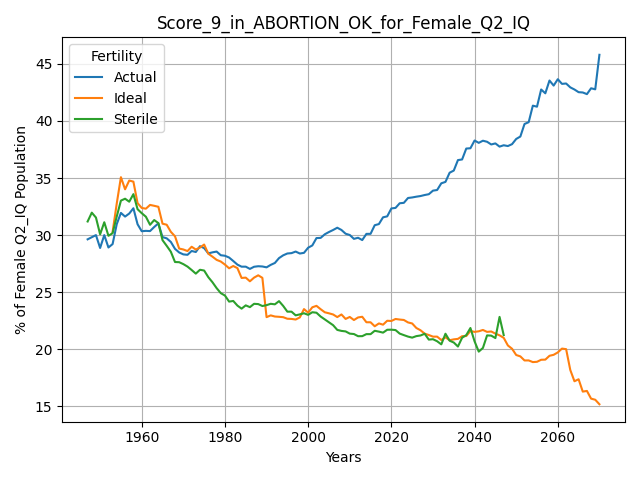 Score_9_in_ABORTION_OK_for_Female_Q2_IQ
Fertility
Actual
Ideal
Sterile
% of Female Q2_IQ Population
45
40
35
30
25
20
15
1960
1980
2000
2020
2040
2060
Years